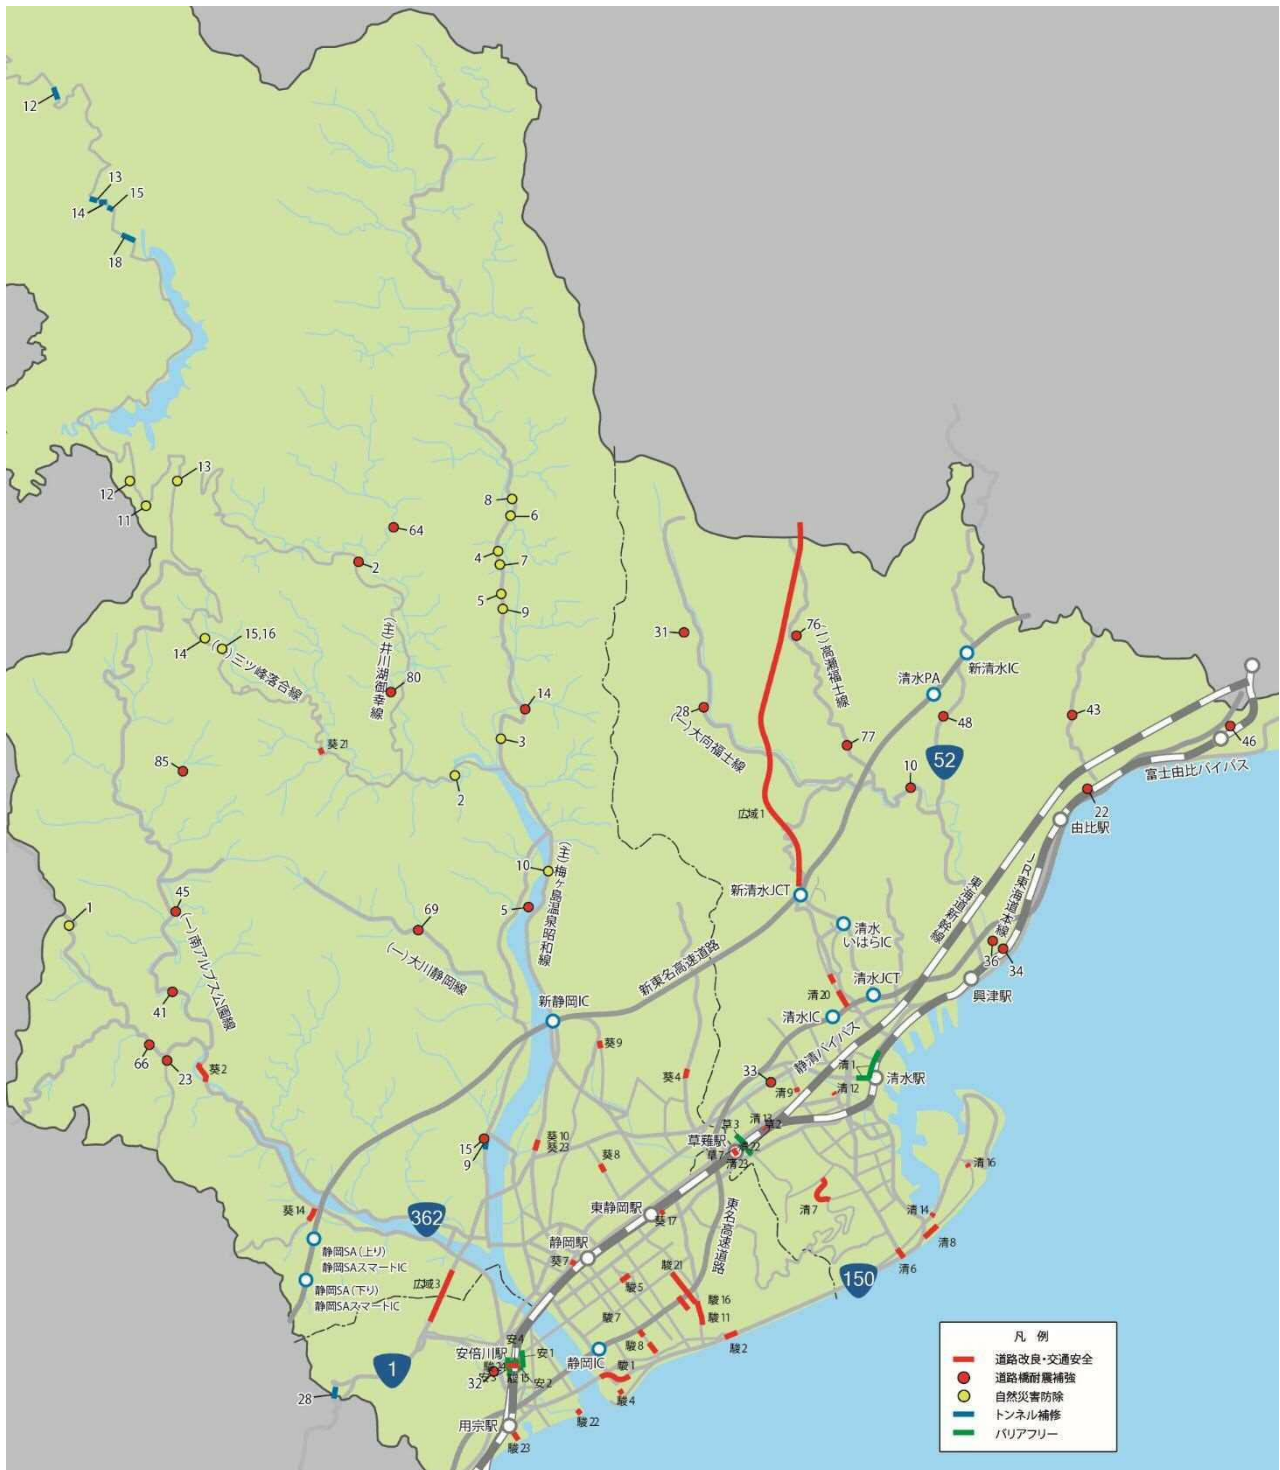 12
13
15
14
18
13
12
11
8
6
64
4
7
2
5
9
14
15,16
(一)三ツ峰落合線
(主)井川湖御幸線
80
31
76
(一)高瀬福士線
新清水IC
清水PA
14
28
(一)大向福士線
48
43
46
3
77
52
葵21
85
2
10
富士由比バイパス
22
由比駅
広域1
10
(主)梅ヶ島温泉昭和線
5
新清水JCT
東海道新幹線
JR東海道本線
45
1
(一)南アルプス公園線
69
(一)大川静岡線
清水
いはらIC
36
34
新東名高速道路
清水JCT
興津駅
41
新静岡IC
清20
清水IC
静清バイパス
66
23
葵2
葵9
葵4
33
清1
清水駅
清9
清12
15
9
葵10
葵23
草3
清13
草2
草薙駅
草7
清22
清23
葵8
清16
東名高速道路
清7
清14
葵14
362
東静岡駅
葵17
清8
静岡SA(上り)
静岡SAスマートIC
静岡駅
葵7
清6
静岡SA(下り)
静岡SAスマートIC
広域3
駿21
駿5
150
駿16
駿7
駿11
安4
安倍川駅
安1
駿8
駿2
静岡IC
1
駿24
安3
駿15
安2
32
駿1
28
駿4
用宗駅
駿22
駿23
凡 例
道路改良・交通安全
道路橋耐震補強
自然災害防除
トンネル補修
バリアフリー